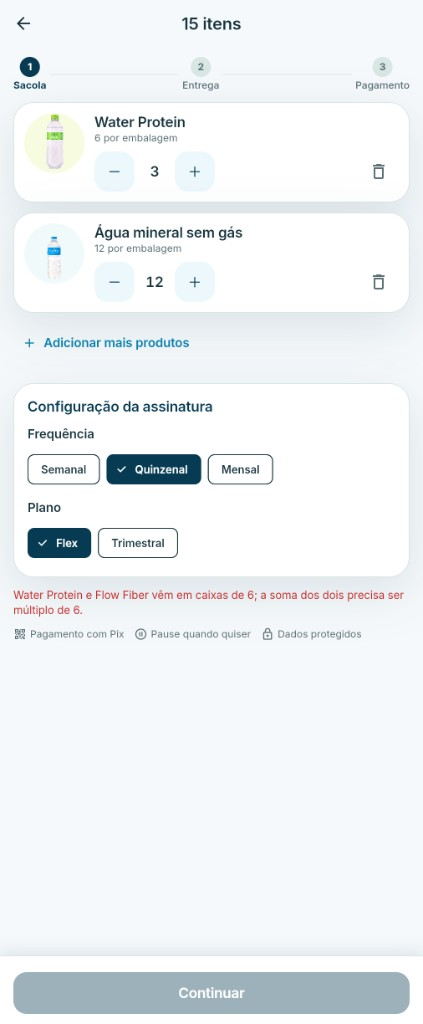 15 itens
1
2
3
Sacola
Entrega
Pagamento
Water Protein
6 por embalagem
3
Água mineral sem gás
12 por embalagem
12
Adicionar mais produtos
Configuração da assinatura
Frequência
Semanal
Quinzenal
Mensal
Plano
Flex
Trimestral
Water Protein e Flow Fiber vêm em caixas de 6; a soma dos dois precisa ser
múltiplo de 6.
Pagamento com Pix
Pause quando quiser
Dados protegidos
Continuar